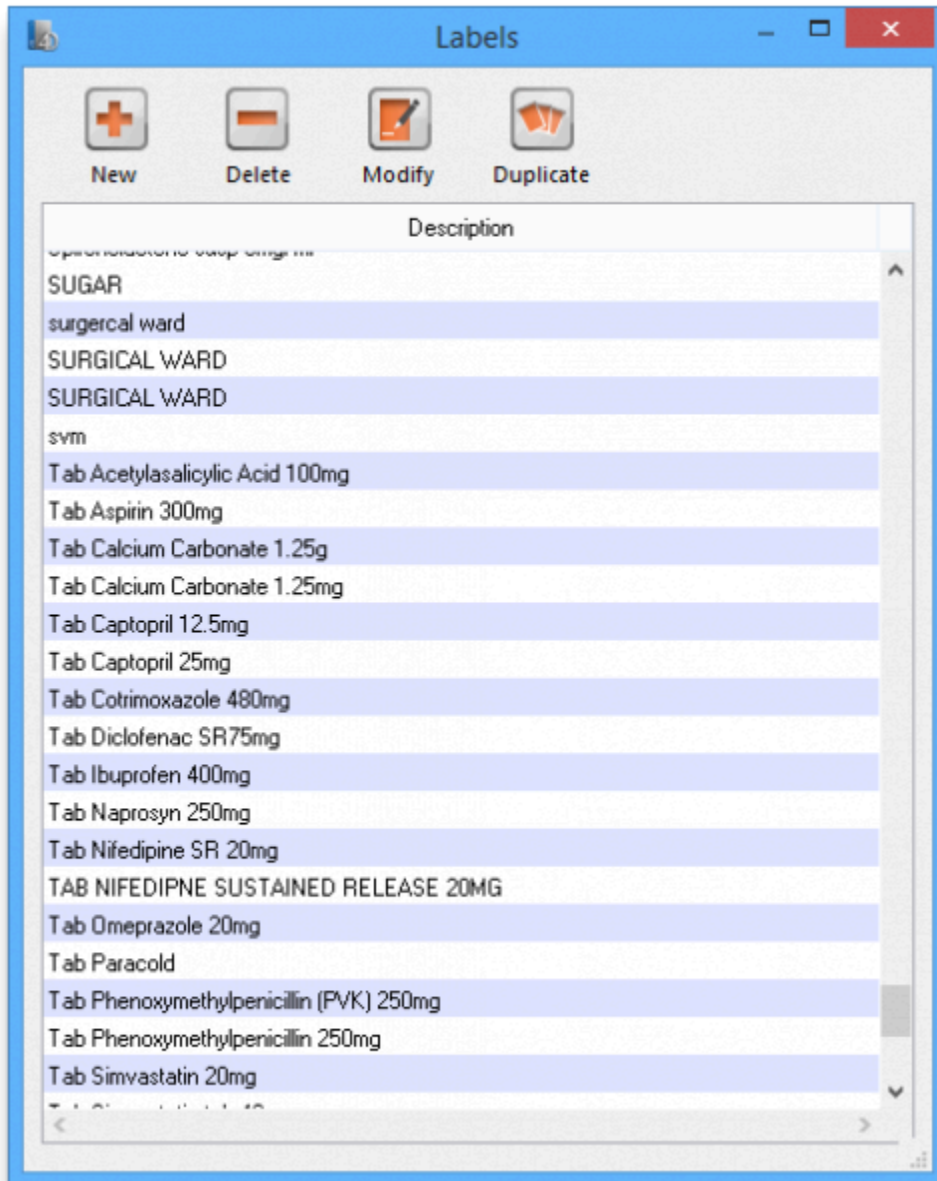 Labels
New Delete Modify Duplicate
Description
SUGAR
surgercal ward
SURGICAL WARD
SURGICAL WARD
svm
Tab Acetylasalicylic Acid 100mg
Tab Aspirin 300mg
Tab Calcium Carbonate 1.25g
Tab Calcium Carbonate 1.25mg
Tab Captopril 12.5mg
Tab Captopril 25mg
Tab Cotrimoxazole 480mg
Tab Diclofenac SR75mg
Tab Ibuprofen 400mg
Tab Naprosyn 250mg
Tab Nifedipine SR 20mg
TAB NIFEDIPNE SUSTAINED RELEASE 20MG
Tab Omeprazole 20mg
Tab Paracold
Tab Phenoxymethylpenicillin (PVK) 250mg
Tab Phenoxymethylpenicillin 250mg
Tab Simvastatin 20mg